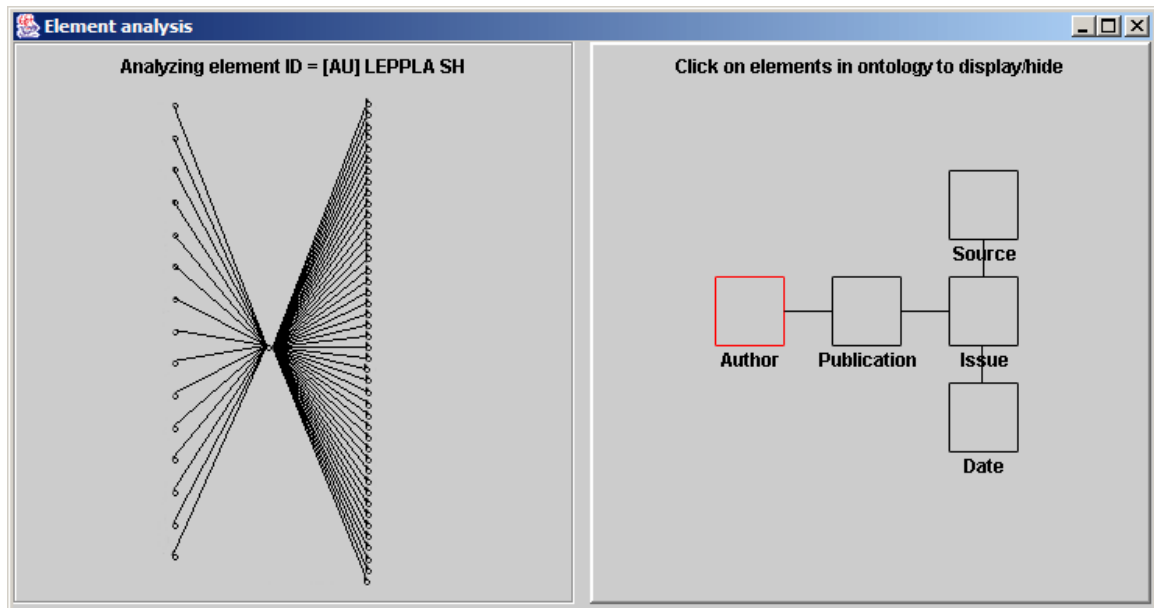 Element analysis
Analyzing element ID = [AU] LEPPLA SH
Click on elements in ontology to display/hide
Source
Author
Publication
Issue
Date